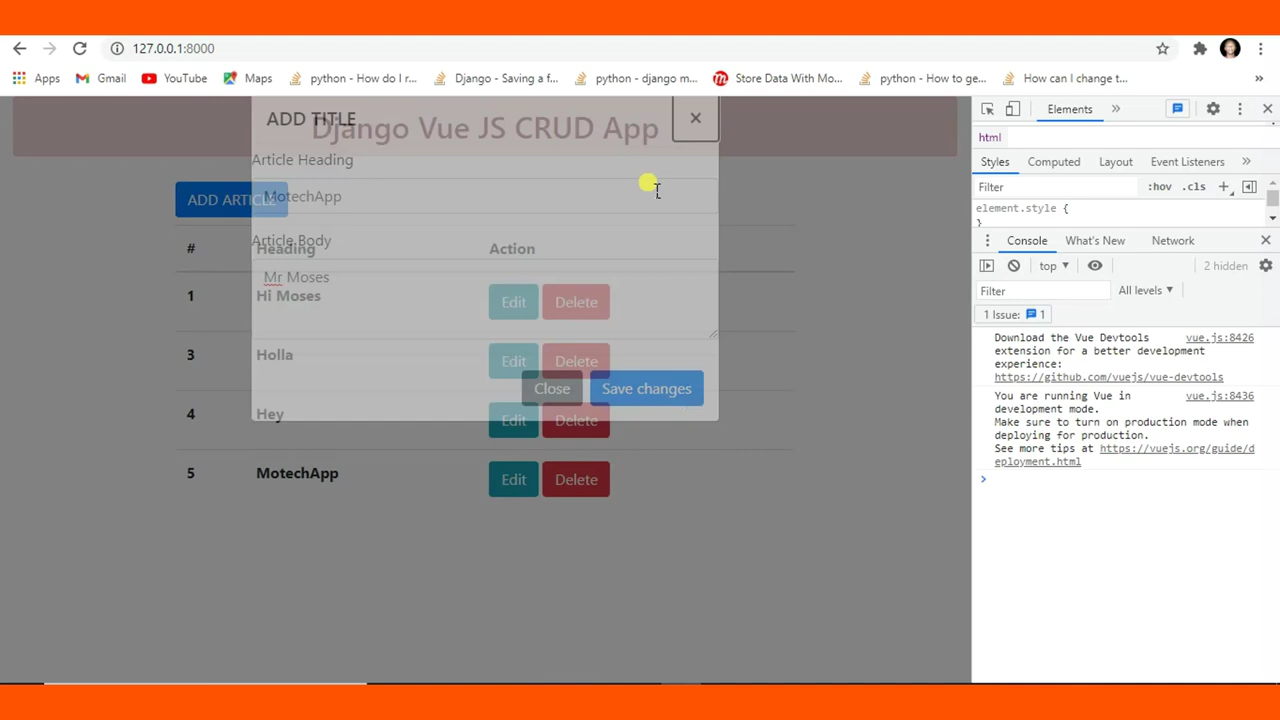 127.0.0.1:8000
Apps
Gmail
YouTube
Maps
python - How do I r...
Django - Saving a f...
python - django m...
Store Data With Mo...
python - How to ge...
How can I change t...
»
ADD TITLE
×
Django Vue JS CRUD App
Article Heading
ADD ARTICLE
MotechApp
Article Body
# Heading Action
Mr Moses
1 Hi Moses Edit Delete
3 Holla Edit Delete
Close Save changes
4 Hey Edit Delete
5 MotechApp Edit Delete
Elements »
html
Styles Computed Layout Event Listeners »
Filter :hov .cls +
element.style {
}
Console What's New Network
top ▼ 2 hidden
Filter All levels ▼
1 Issue: 1
Download the Vue Devtools vue.js:8426
extension for a better development
experience:
https://github.com/vuejs/vue-devtools
You are running Vue in vue.js:8436
development mode.
Make sure to turn on production mode when
deploying for production.
See more tips at https://vuejs.org/guide/d
eployment.html
>